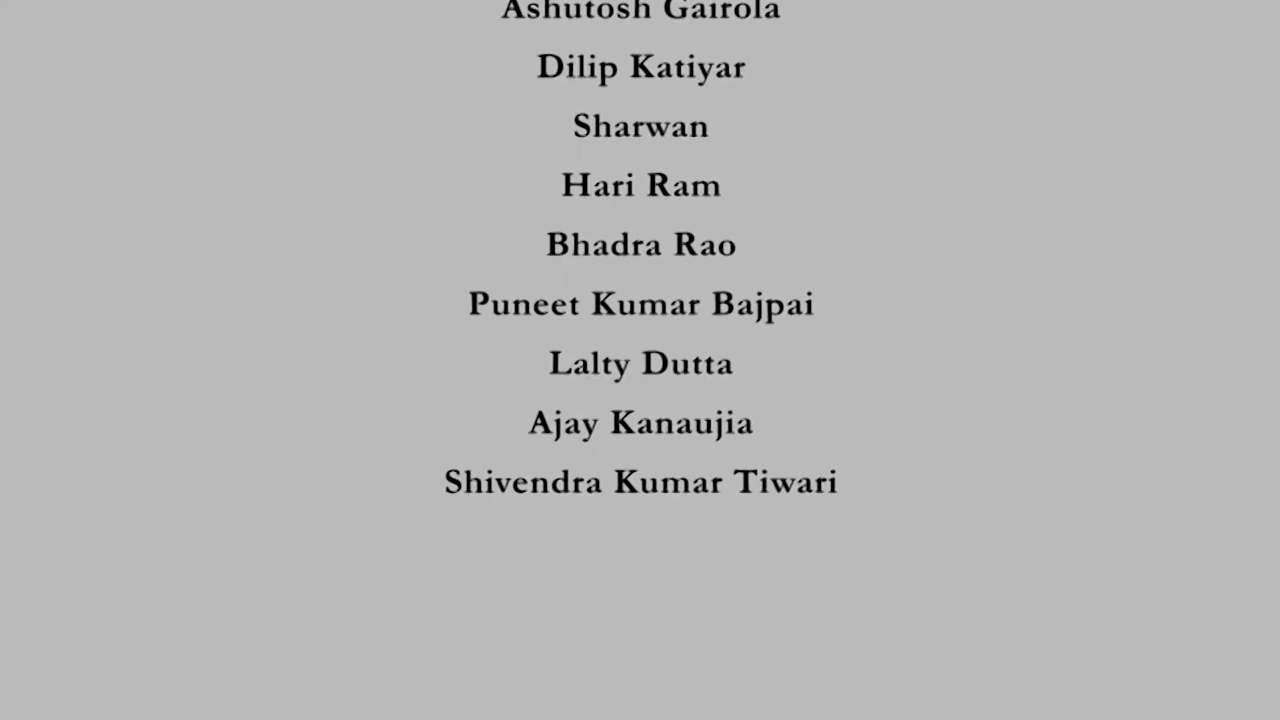 Ashutosh Gairola
Dilip Katiyar
Sharwan
Hari Ram
Bhadra Rao
Puneet Kumar Bajpai
Lalty Dutta
Ajay Kanaujia
Shivendra Kumar Tiwari